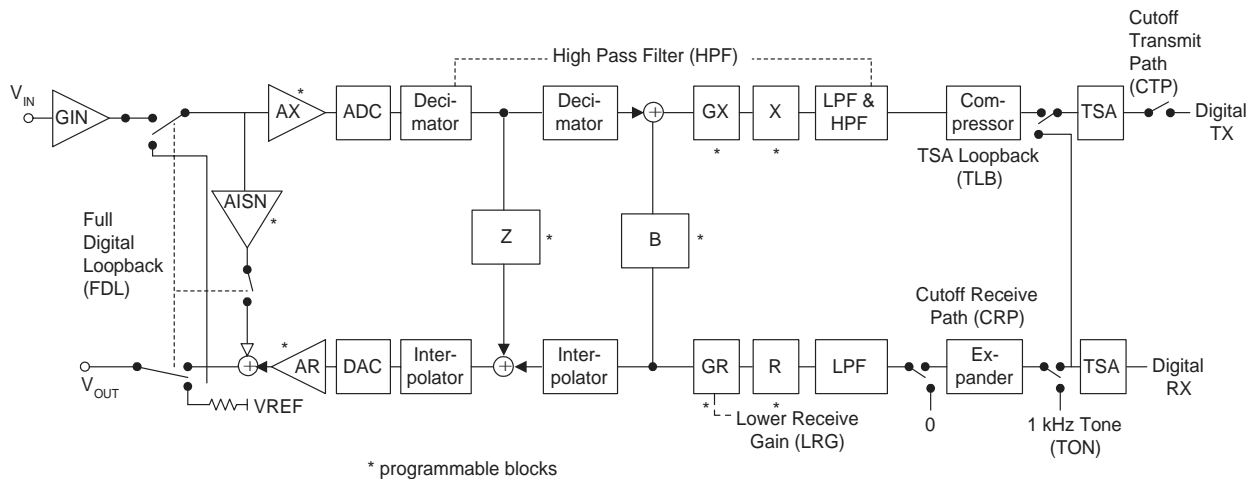 High Pass Filter (HPF)
Cutoff
Transmit
Path
(CTP)
VIN
GIN
AX
*
ADC
Deci-
mator
Deci-
mator
+
GX
*
X
*
LPF &
HPF
Com-
pressor
TSA
Digital
TX
TSA Loopback
(TLB)
AISN
*
Full
Digital
Loopback
(FDL)
Z
*
B
*
Cutoff Receive
Path (CRP)
VOUT
+
*
AR
DAC
Inter-
polator
+
Inter-
polator
GR
*
R
*
LPF
Ex-
pander
TSA
Digital
RX
VREF
Lower Receive
Gain (LRG)
0
1 kHz Tone
(TON)
* programmable blocks